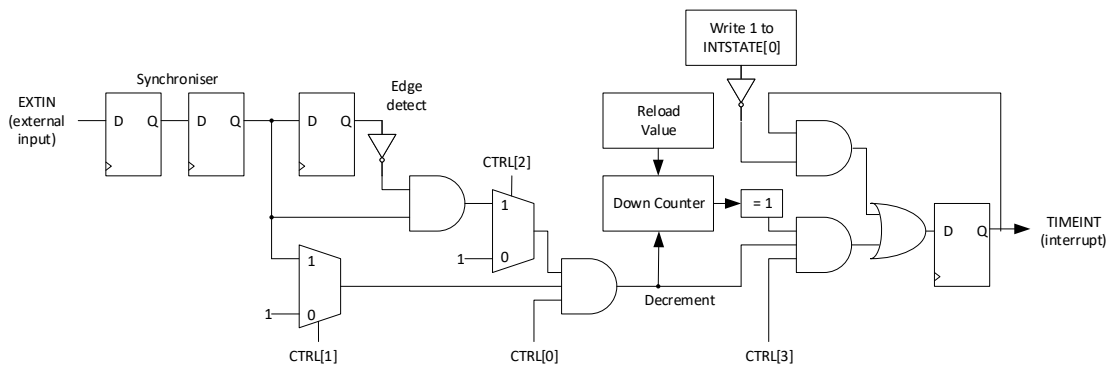 Write 1 to
INTSTATE[0]
Synchroniser
Edge
detect
EXTIN
(external
input)
D Q
D Q
D Q
Reload
Value
CTRL[2]
1
0
1
Down Counter
= 1
D Q
TIMEINT
(interrupt)
1
0
1
Decrement
CTRL[1]
CTRL[0]
CTRL[3]